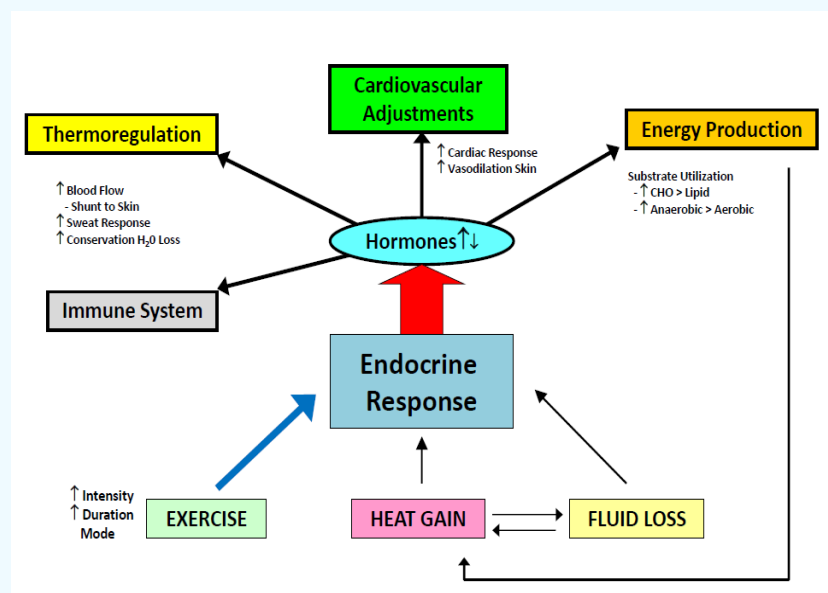 Cardiovascular
Adjustments
Thermoregulation
Energy Production
↑ Cardiac Response
↑ Vasodilation Skin
↑ Blood Flow
- Shunt to Skin
↑ Sweat Response
↑ Conservation H₂0 Loss
Substrate Utilization
- ↑ CHO > Lipid
- ↑ Anaerobic > Aerobic
Hormones↑↓
Immune System
Endocrine
Response
↑ Intensity
↑ Duration
Mode
EXERCISE
HEAT GAIN
FLUID LOSS